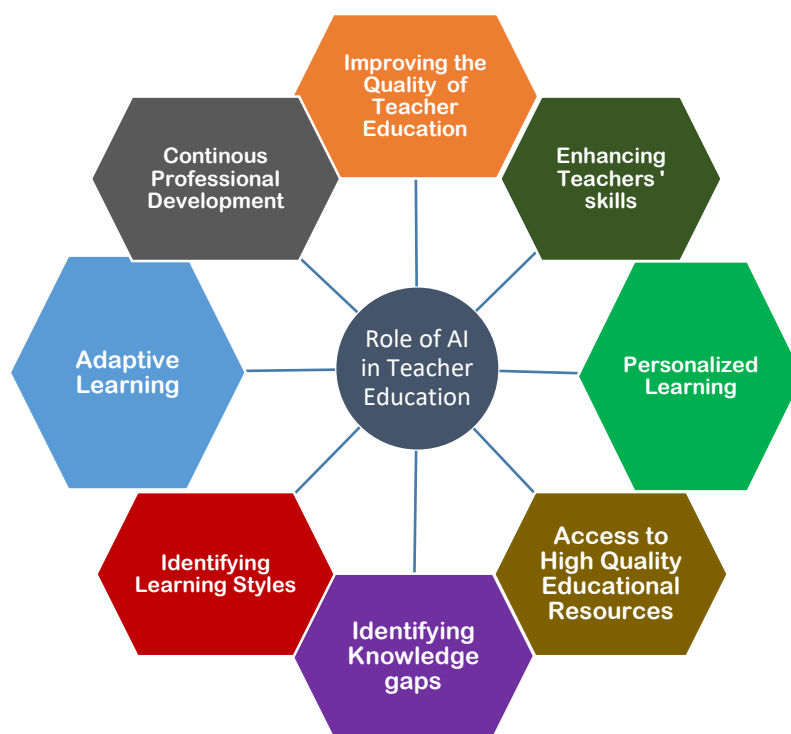 Improving the
Quality of
Teacher
Education
Enhancing
Teachers '
skills
Personalized
Learning
Access to
High Quality
Educational
Resources
Identifying
Knowledge
gaps
Identifying
Learning Styles
Adaptive
Learning
Continous
Professional
Development
Role of AI
in Teacher
Education